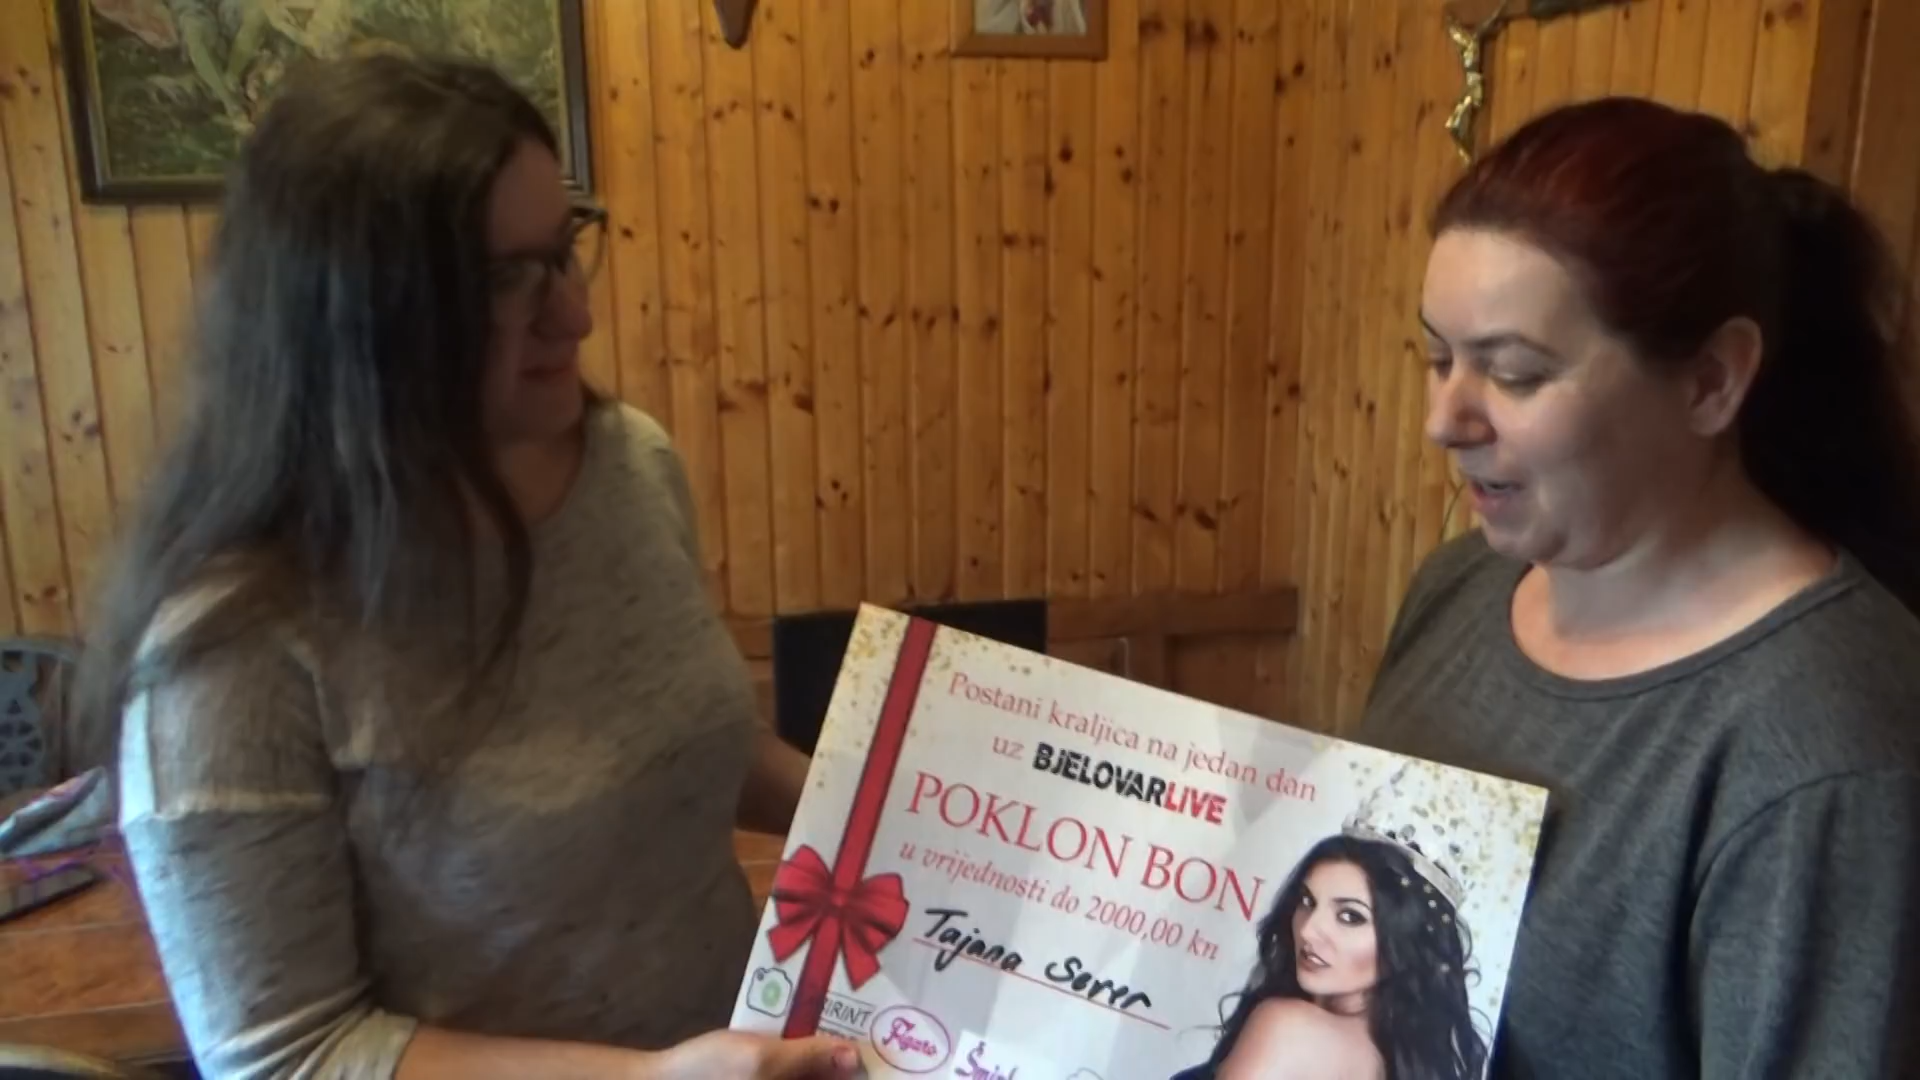 Postani kraljica na jedan dan
uz BJELOVARLIVE
POKLON BON
u vrijednosti do 2000,00 kn
Tajana Serer
Figaro